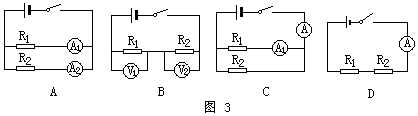 R₁ A₁ R₂ A₂
R₁ R₂ V₁ V₂
A R₁ A₁ R₂
A R₁ R₂
A B C D
图 3